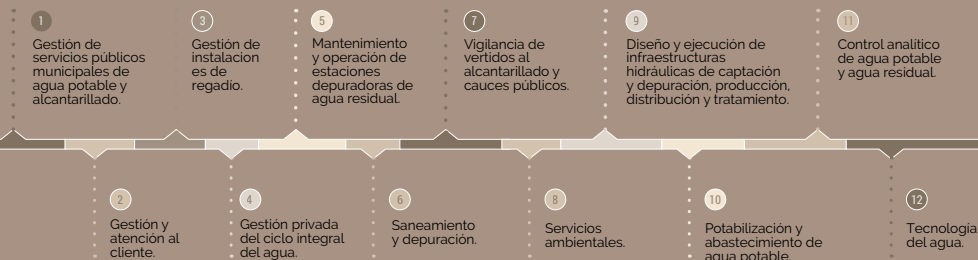 1
Gestión de
servicios públicos
municipales de
agua potable y
alcantarillado.
3
Gestión de
instalacion
es de
regadío.
5
Mantenimiento
y operación de
estaciones
depuradoras de
agua residual.
7
Vigilancia de
vertidos al
alcantarillado y
cauces públicos.
9
Diseño y ejecución de
infraestructuras
hidráulicas de captación
y depuración, producción,
distribución y tratamiento.
11
Control analítico
de agua potable
y agua residual.
2
Gestión y
atención al
cliente.
4
Gestión privada
del ciclo integral
del agua.
6
Saneamiento
y depuración.
8
Servicios
ambientales.
10
Potabilización y
abastecimiento de
agua potable.
12
Tecnología
del agua.